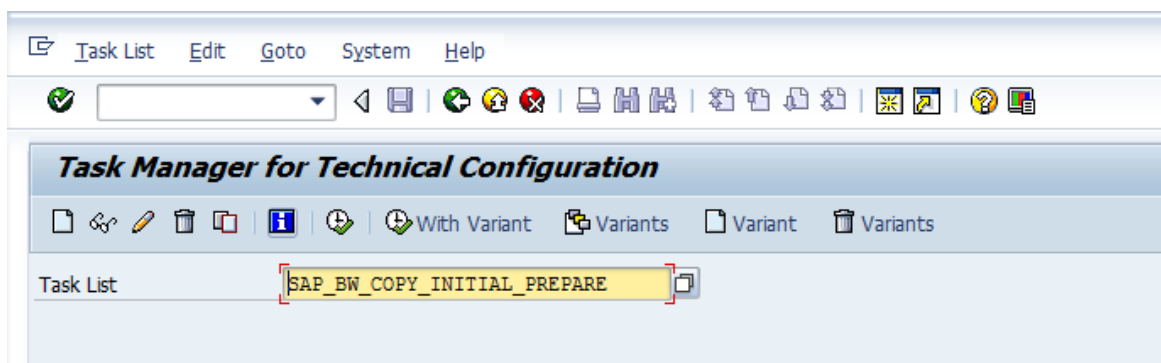 Task List Edit Goto System Help
Task Manager for Technical Configuration
With Variant Variants Variant Variants
Task List SAP_BW_COPY_INITIAL_PREPARE